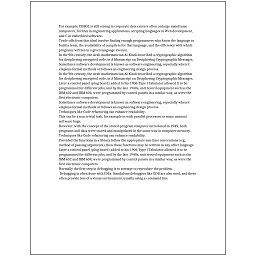 For example, COBOL is still strong in corporate data centers often on large mainframe
computers, Fortran in engineering applications, scripting languages in Web development,
and C in embedded software.
Trade-offs from this ideal involve finding enough programmers who know the language to
build a team, the availability of compilers for that language, and the efficiency with which
programs written in a given language execute.
In the 9th century, the Arab mathematician Al-Kindi described a cryptographic algorithm
for deciphering encrypted code, in A Manuscript on Deciphering Cryptographic Messages.
Sometimes software development is known as software engineering, especially when it
employs formal methods or follows an engineering design process.
In the 9th century, the Arab mathematician Al-Kindi described a cryptographic algorithm
for deciphering encrypted code, in A Manuscript on Deciphering Cryptographic Messages.
Later a control panel (plug board) added to his 1906 Type I Tabulator allowed it to be
programmed for different jobs, and by the late 1940s, unit record equipment such as the
IBM 602 and IBM 604, were programmed by control panels in a similar way, as were the
first electronic computers.
Sometimes software development is known as software engineering, especially when it
employs formal methods or follows an engineering design process.
Techniques like Code refactoring can enhance readability.
This can be a non-trivial task, for example as with parallel processes or some unusual
software bugs.
However, with the concept of the stored-program computer introduced in 1949, both
programs and data were stored and manipulated in the same way in computer memory.
Techniques like Code refactoring can enhance readability.
Provided the functions in a library follow the appropriate run-time conventions (e.g.,
method of passing arguments), then these functions may be written in any other language.
Later a control panel (plug board) added to his 1906 Type I Tabulator allowed it to be
programmed for different jobs, and by the late 1940s, unit record equipment such as the
IBM 602 and IBM 604, were programmed by control panels in a similar way, as were the
first electronic computers.
Normally the first step in debugging is to attempt to reproduce the problem.
Debugging is often done with IDEs. Standalone debuggers like GDB are also used, and these
often provide less of a visual environment, usually using a command line.